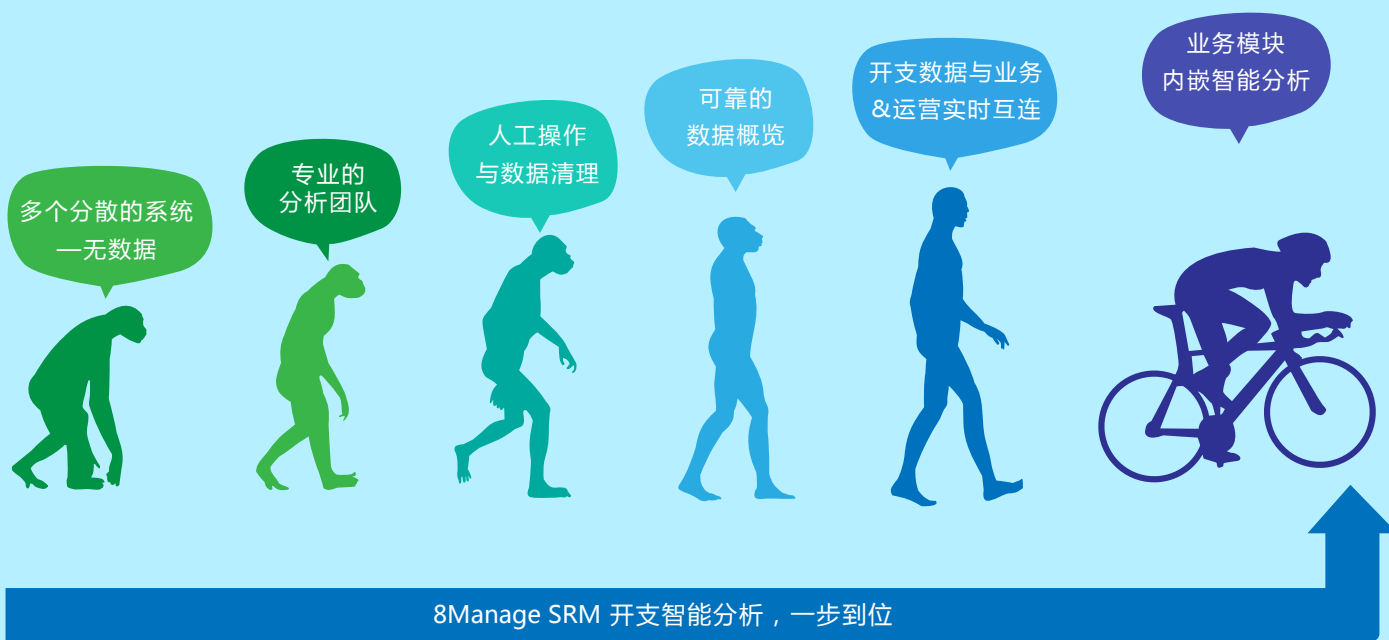 多个分散的系统
—无数据
专业的
分析团队
人工操作
与数据清理
可靠的
数据概览
开支数据与业务
&运营实时互连
业务模块
内嵌智能分析
8Manage SRM 开支智能分析，一步到位